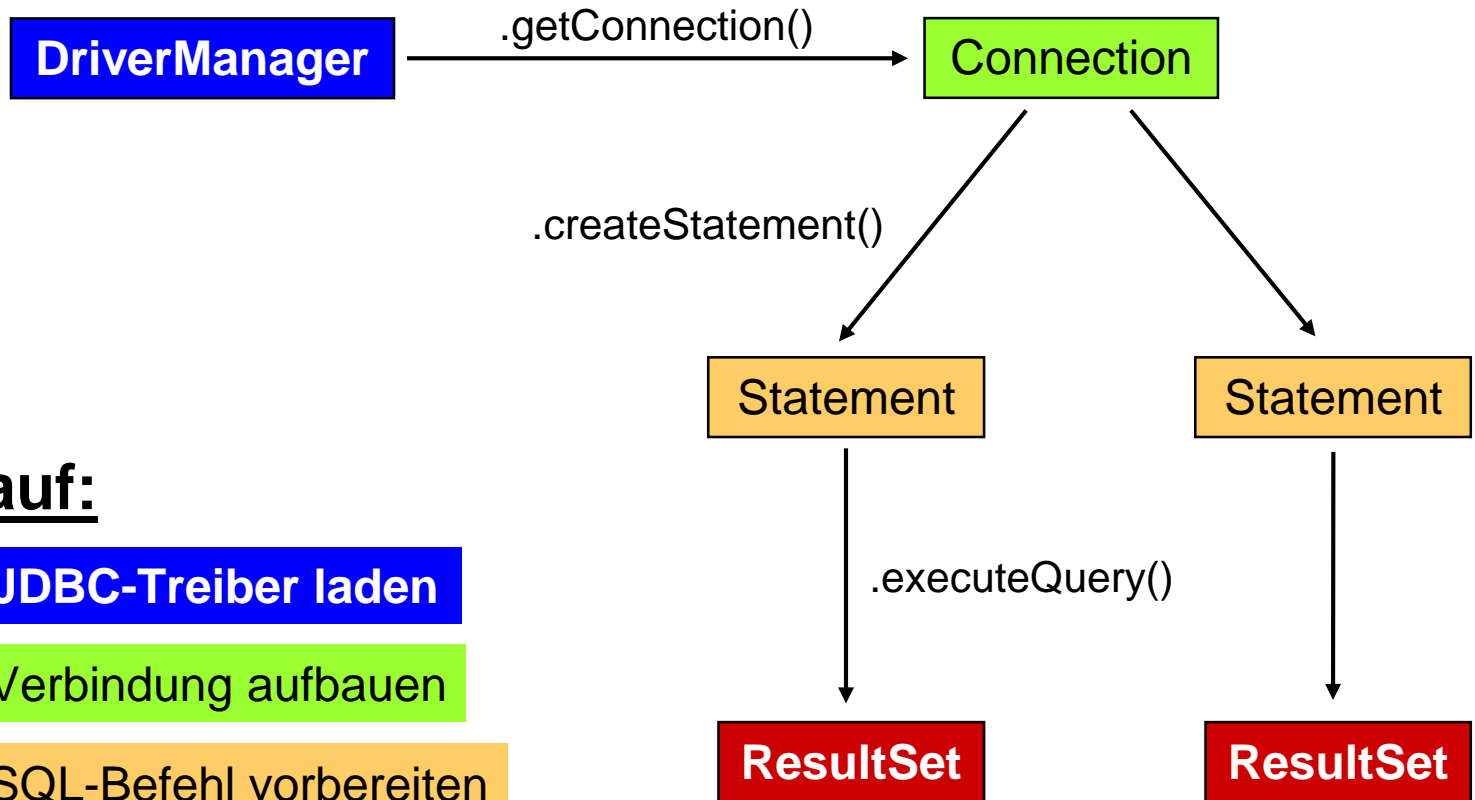 .getConnection()
DriverManager
Connection
.createStatement()
Statement
Statement
auf:
JDBC-Treiber laden
.executeQuery()
Verbindung aufbauen
SQL-Befehl vorbereiten
ResultSet
ResultSet